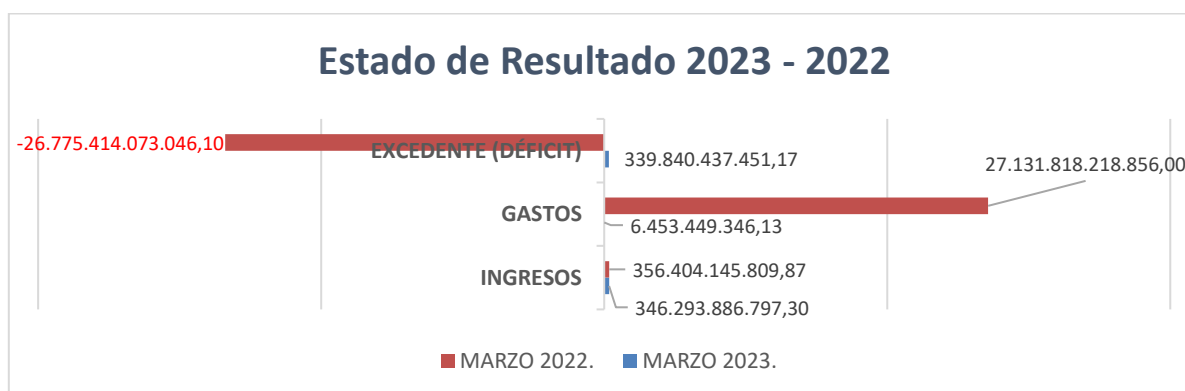 Estado de Resultado 2023 - 2022
-26.775.414.073.046,10
EXCEDENTE (DÉFICIT)
339.840.437.451,17
27.131.818.218.856,00
GASTOS
6.453.449.346,13
INGRESOS
356.404.145.809,87
346.293.886.797,30
MARZO 2022. MARZO 2023.